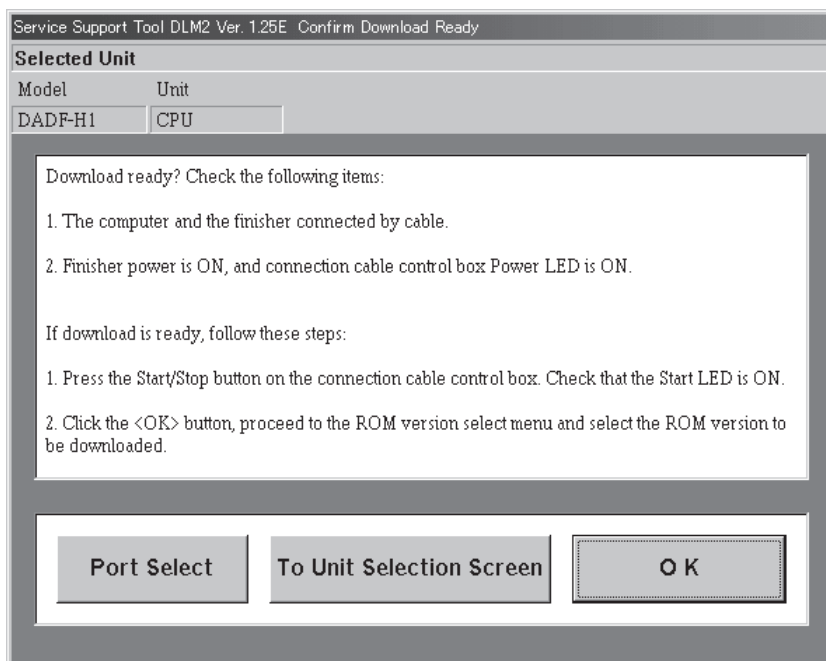 Service Support Tool DLM2 Ver. 1.25E  Confirm Download Ready
Selected Unit
Model Unit
DADF-H1 CPU
Download ready? Check the following items:
1. The computer and the finisher connected by cable.
2. Finisher power is ON, and connection cable control box Power LED is ON.
If download is ready, follow these steps:
1. Press the Start/Stop button on the connection cable control box. Check that the Start LED is ON.
2. Click the <OK> button, proceed to the ROM version select menu and select the ROM version to
be downloaded.
Port Select To Unit Selection Screen O K